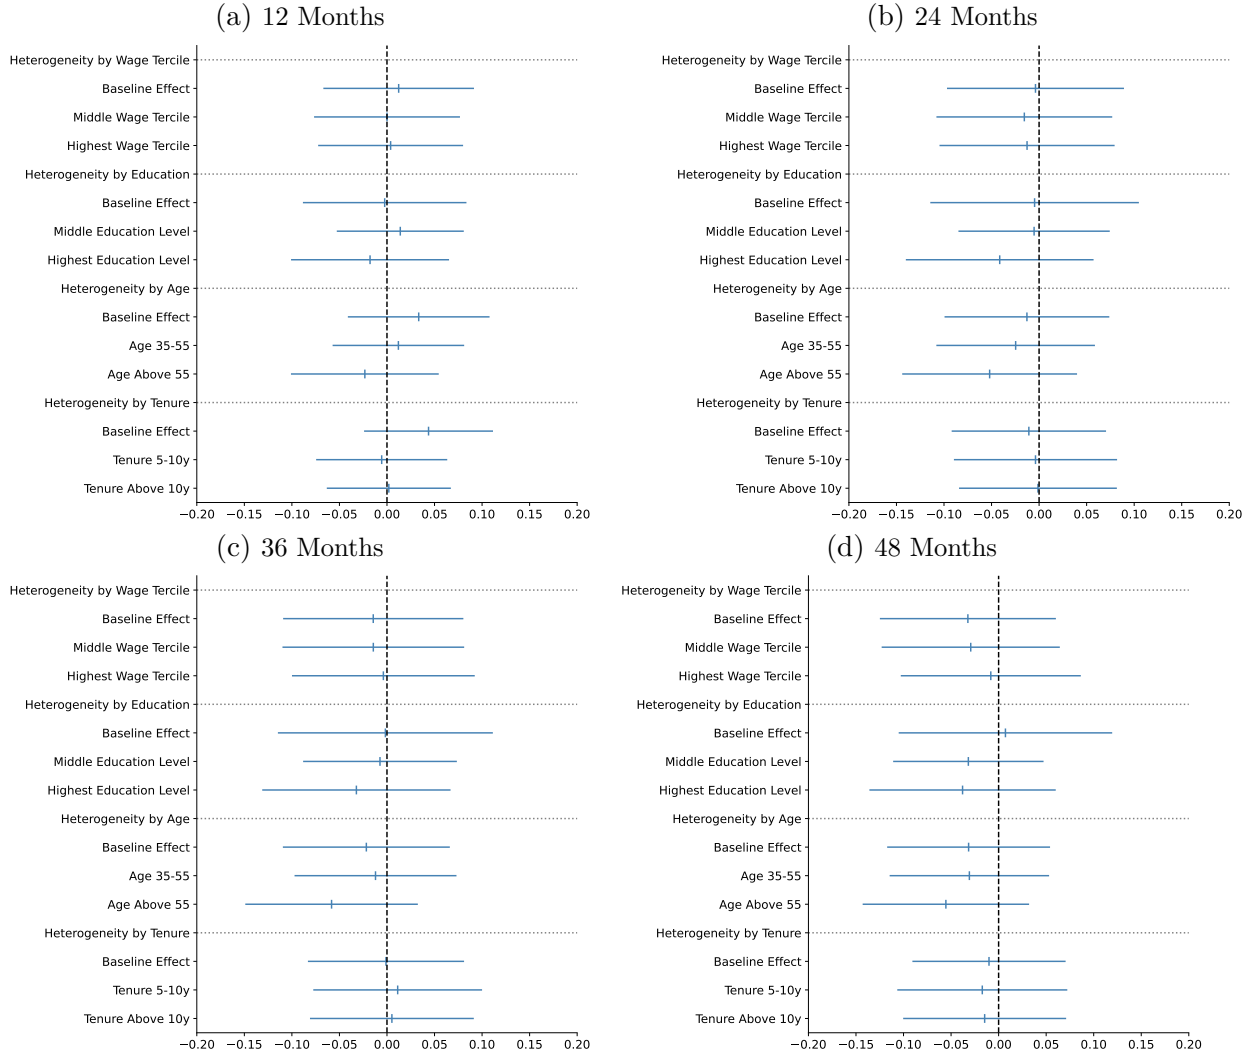 (a) 12 Months
Heterogeneity by Wage Tercile
Baseline Effect
Middle Wage Tercile
Highest Wage Tercile
Heterogeneity by Education
Baseline Effect
Middle Education Level
Highest Education Level
Heterogeneity by Age
Baseline Effect
Age 35-55
Age Above 55
Heterogeneity by Tenure
Baseline Effect
Tenure 5-10y
Tenure Above 10y
−0.20 −0.15 −0.10 −0.05 0.00 0.05 0.10 0.15 0.20
(b) 24 Months
Heterogeneity by Wage Tercile
Baseline Effect
Middle Wage Tercile
Highest Wage Tercile
Heterogeneity by Education
Baseline Effect
Middle Education Level
Highest Education Level
Heterogeneity by Age
Baseline Effect
Age 35-55
Age Above 55
Heterogeneity by Tenure
Baseline Effect
Tenure 5-10y
Tenure Above 10y
−0.20 −0.15 −0.10 −0.05 0.00 0.05 0.10 0.15 0.20
(c) 36 Months
Heterogeneity by Wage Tercile
Baseline Effect
Middle Wage Tercile
Highest Wage Tercile
Heterogeneity by Education
Baseline Effect
Middle Education Level
Highest Education Level
Heterogeneity by Age
Baseline Effect
Age 35-55
Age Above 55
Heterogeneity by Tenure
Baseline Effect
Tenure 5-10y
Tenure Above 10y
−0.20 −0.15 −0.10 −0.05 0.00 0.05 0.10 0.15 0.20
(d) 48 Months
Heterogeneity by Wage Tercile
Baseline Effect
Middle Wage Tercile
Highest Wage Tercile
Heterogeneity by Education
Baseline Effect
Middle Education Level
Highest Education Level
Heterogeneity by Age
Baseline Effect
Age 35-55
Age Above 55
Heterogeneity by Tenure
Baseline Effect
Tenure 5-10y
Tenure Above 10y
−0.20 −0.15 −0.10 −0.05 0.00 0.05 0.10 0.15 0.20